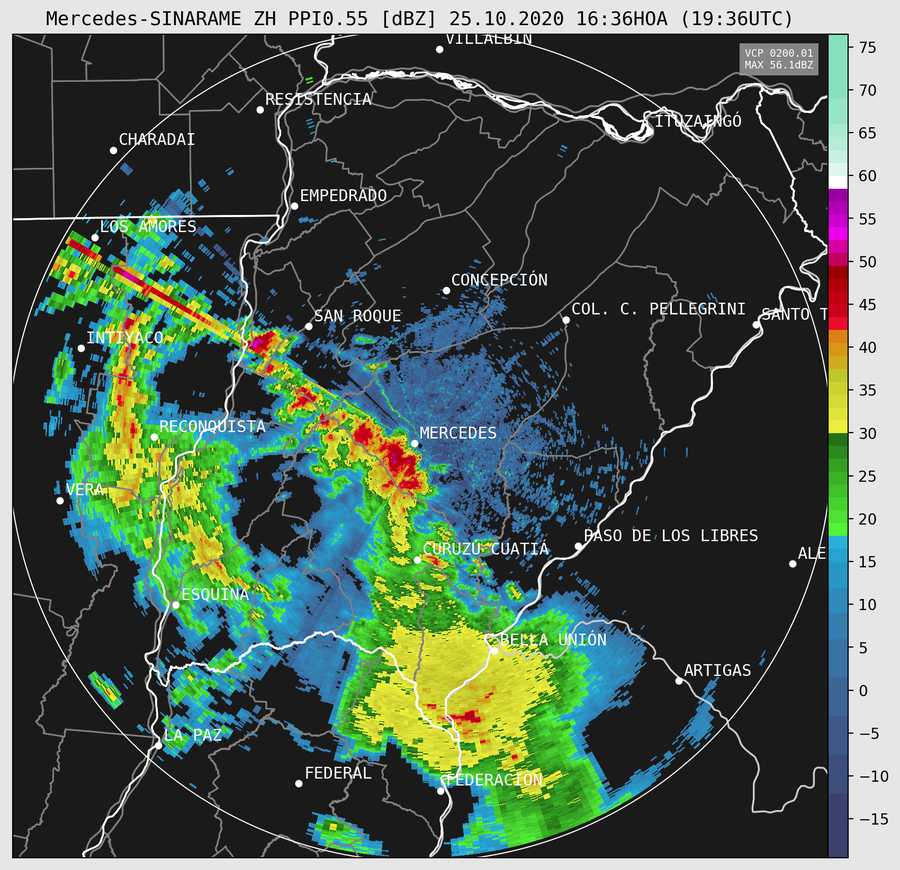 Mercedes-SINARAME ZH PPI0.55 [dBZ] 25.10.2020 16:36HOA (19:36UTC)
VILLALBÍN
VCP 0200.01
MAX 56.1dBZ
75
70
65
60
55
50
45
40
35
30
25
20
15
10
5
0
−5
−10
−15
RESISTENCIA
ITUZAINGÓ
CHARADAI
EMPEDRADO
LOS AMORES
CONCEPCIÓN
COL. C. PELLEGRINI
SANTO T
SAN ROQUE
INTIYACO
RECONQUISTA
MERCEDES
VERA
PASO DE LOS LIBRES
CURUZÚ CUATIÁ
ALE
ESQUINA
BELLA UNIÓN
ARTIGAS
LA PAZ
FEDERAL
FEDERACIÓN